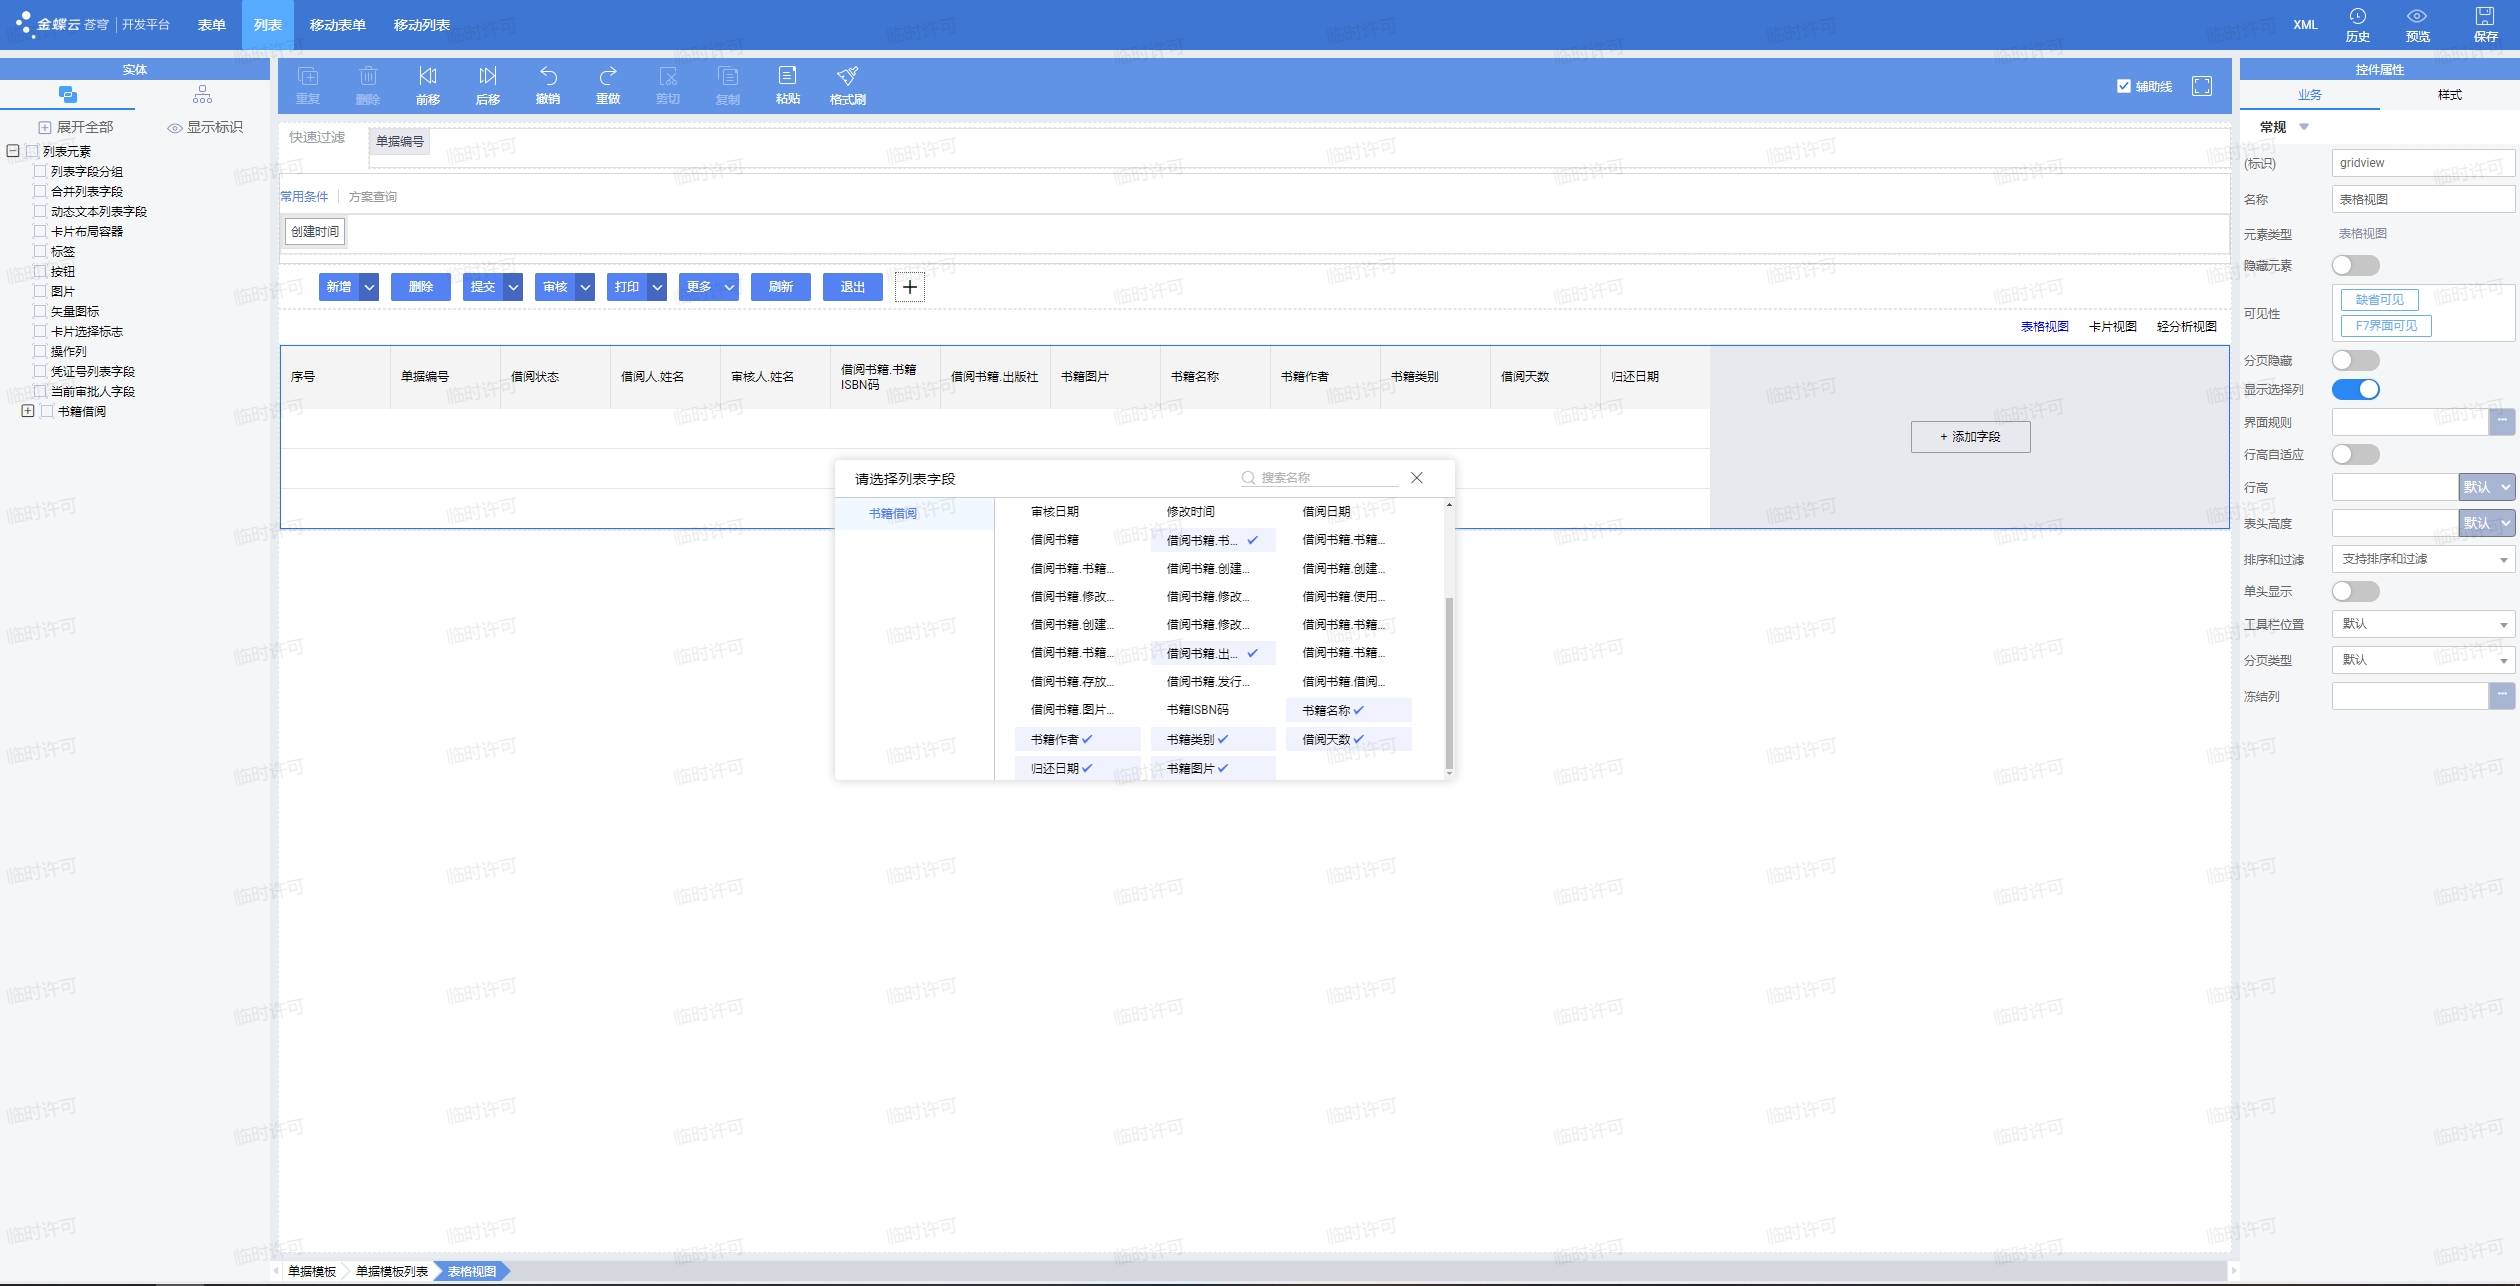 金蝶云 苍穹 | 开发平台 表单 列表 移动表单 移动列表 XML 历史 预览 保存
实体
展开全部 显示标识
列表元素
列表字段分组
合并列表字段
动态文本列表字段
卡片布局容器
标签
按钮
图片
矢量图标
卡片选择标志
操作列
凭证号列表字段
当前审批人字段
书籍借阅
重复 删除 前移 后移 撤销 重做 剪切 复制 粘贴 格式刷 辅助线
快速过滤 单据编号
常用条件 方案查询
创建时间
新增 删除 提交 审核 打印 更多 刷新 退出
表格视图 卡片视图 轻分析视图
序号 单据编号 借阅状态 借阅人.姓名 审核人.姓名 借阅书籍.书籍ISBN码 借阅书籍.出版社 书籍图片 书籍名称 书籍作者 书籍类别 借阅天数 归还日期
+ 添加字段
请选择列表字段 搜索名称
书籍借阅
审核日期 修改时间 借阅日期
借阅书籍 借阅书籍.书... 借阅书籍.书籍...
借阅书籍.书籍... 借阅书籍.创建... 借阅书籍.创建...
借阅书籍.修改... 借阅书籍.修改... 借阅书籍.使用...
借阅书籍.创建... 借阅书籍.修改... 借阅书籍.书籍...
借阅书籍.书籍... 借阅书籍.出... 借阅书籍.书籍...
借阅书籍.存放... 借阅书籍.发行... 借阅书籍.借阅...
借阅书籍.图片... 书籍ISBN码 书籍名称
书籍作者 书籍类别 借阅天数
归还日期 书籍图片
控件属性
业务 样式
常规
(标识) gridview
名称 表格视图
元素类型 表格视图
隐藏元素
可见性 缺省可见
F7界面可见
分页隐藏
显示选择列
界面规则
行高自适应
行高 默认
表头高度 默认
排序和过滤 支持排序和过滤
单头显示
工具栏位置 默认
分页类型 默认
冻结列
单据模板 单据模板列表 表格视图
临时许可